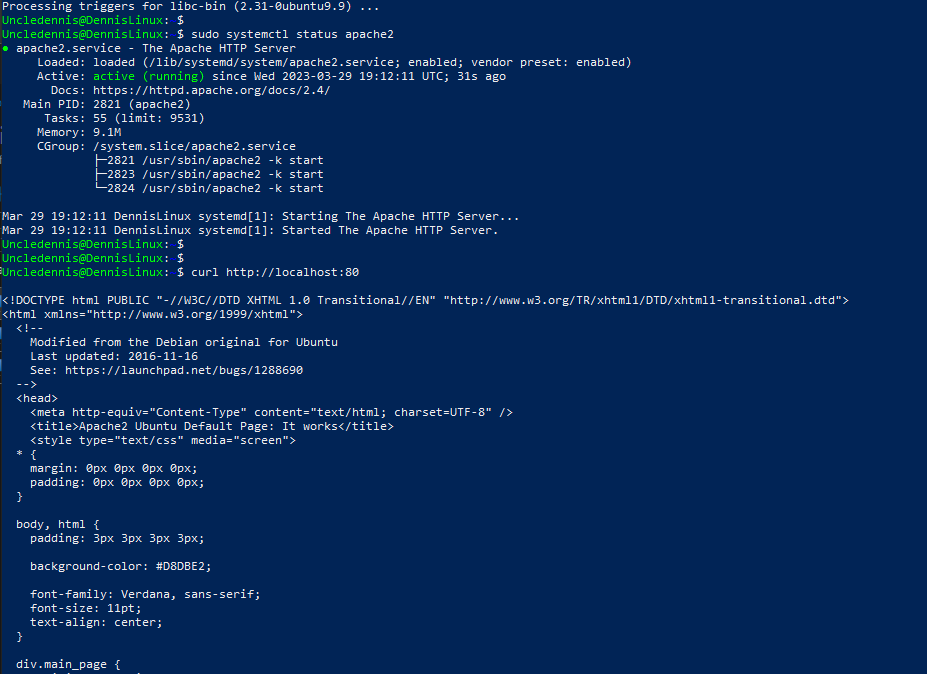 Processing triggers for libc-bin (2.31-0ubuntu9.9) ...
Uncledennis@DennisLinux: $
Uncledennis@DennisLinux: $ sudo systemctl status apache2
● apache2.service - The Apache HTTP Server
     Loaded: loaded (/lib/systemd/system/apache2.service; enabled; vendor preset: enabled)
     Active: active (running) since Wed 2023-03-29 19:12:11 UTC; 31s ago
       Docs: https://httpd.apache.org/docs/2.4/
   Main PID: 2821 (apache2)
      Tasks: 55 (limit: 9531)
     Memory: 9.1M
     CGroup: /system.slice/apache2.service
             ├─2821 /usr/sbin/apache2 -k start
             ├─2823 /usr/sbin/apache2 -k start
             └─2824 /usr/sbin/apache2 -k start
Mar 29 19:12:11 DennisLinux systemd[1]: Starting The Apache HTTP Server...
Mar 29 19:12:11 DennisLinux systemd[1]: Started The Apache HTTP Server.
Uncledennis@DennisLinux: $
Uncledennis@DennisLinux: $
Uncledennis@DennisLinux: $ curl http://localhost:80
<!DOCTYPE html PUBLIC "-//W3C//DTD XHTML 1.0 Transitional//EN" "http://www.w3.org/TR/xhtml1/DTD/xhtml1-transitional.dtd">
<html xmlns="http://www.w3.org/1999/xhtml">
  <!--
    Modified from the Debian original for Ubuntu
    Last updated: 2016-11-16
    See: https://launchpad.net/bugs/1288690
  -->
  <head>
    <meta http-equiv="Content-Type" content="text/html; charset=UTF-8" />
    <title>Apache2 Ubuntu Default Page: It works</title>
    <style type="text/css" media="screen">
  * {
    margin: 0px 0px 0px 0px;
    padding: 0px 0px 0px 0px;
  }
  body, html {
    padding: 3px 3px 3px 3px;
    background-color: #D8DBE2;
    font-family: Verdana, sans-serif;
    font-size: 11pt;
    text-align: center;
  }
  div.main_page {